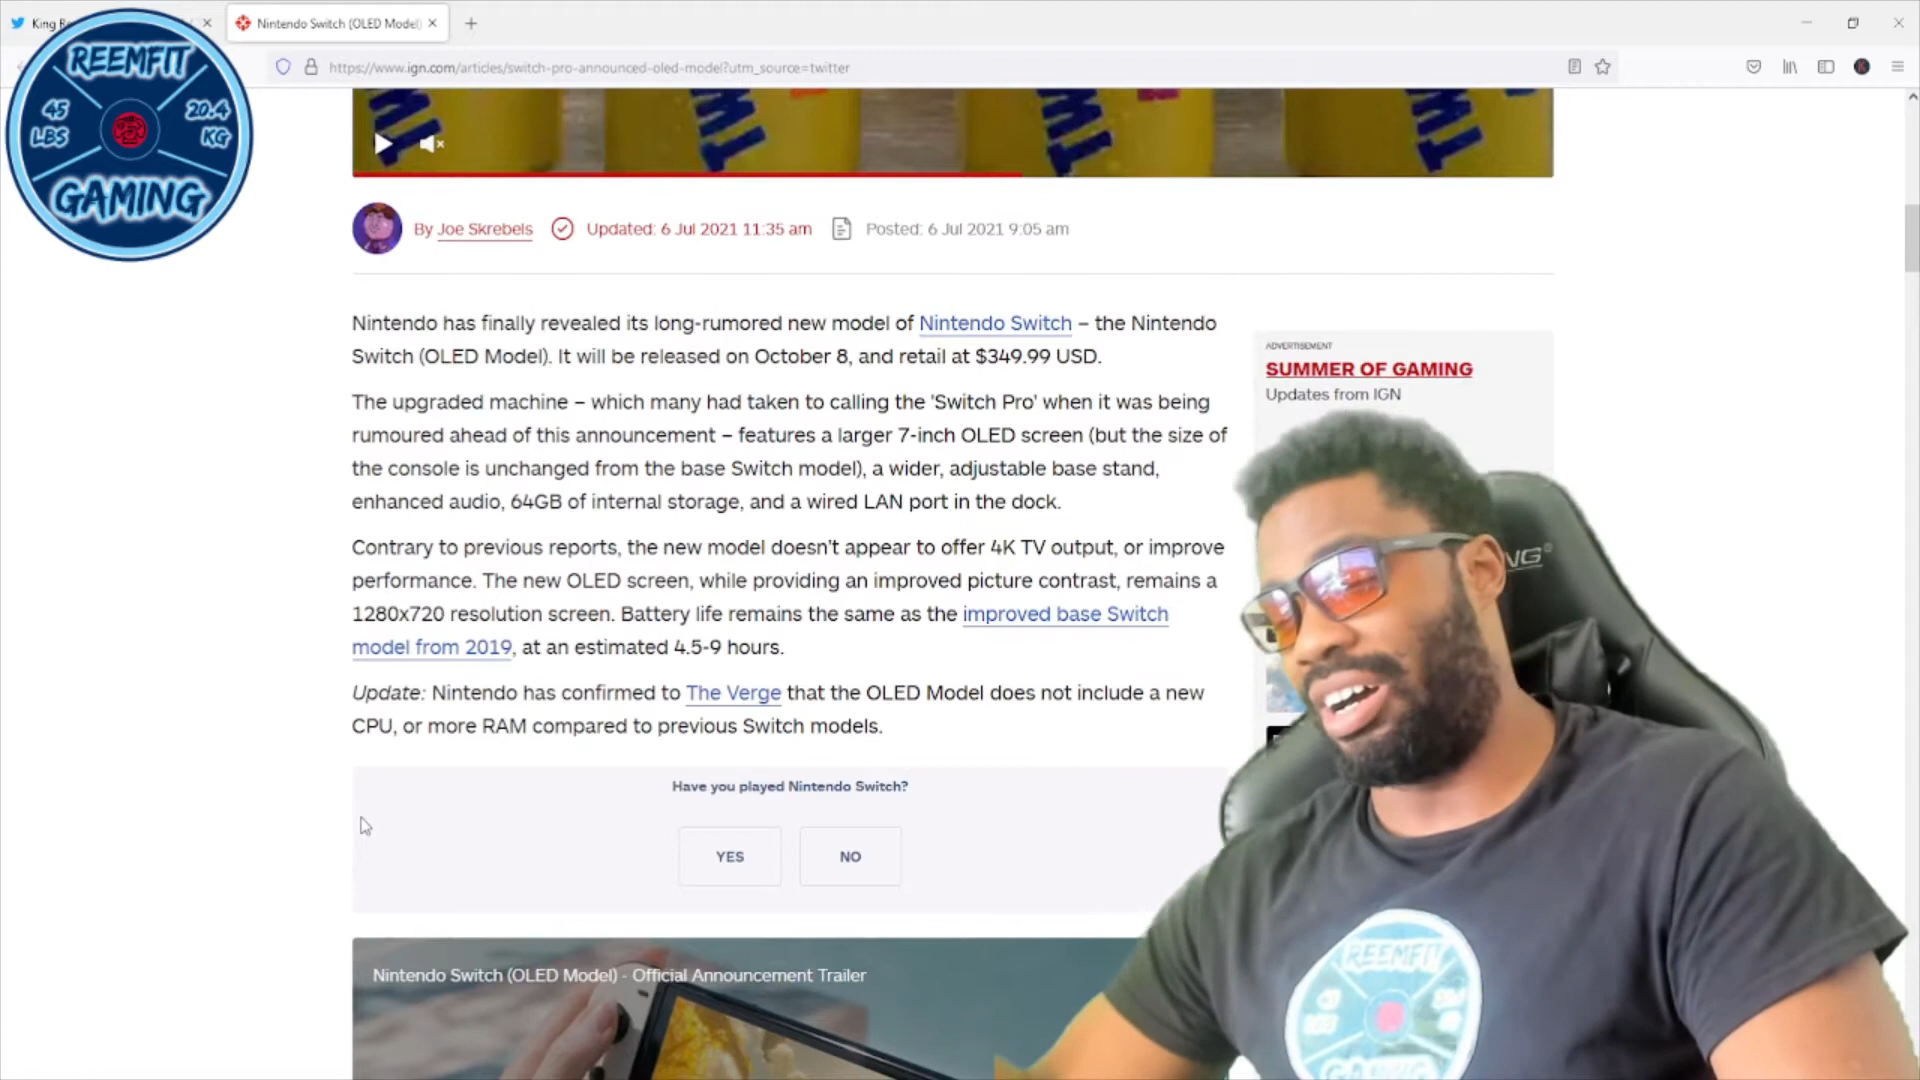 King R
Nintendo Switch (OLED Model)
https://www.ign.com/articles/switch-pro-announced-oled-model?utm_source=twitter
REEMFIT
45 LBS
20.4 KG
GAMING
By Joe Skrebels
Updated: 6 Jul 2021 11:35 am
Posted: 6 Jul 2021 9:05 am
Nintendo has finally revealed its long-rumored new model of Nintendo Switch – the Nintendo
Switch (OLED Model). It will be released on October 8, and retail at $349.99 USD.
The upgraded machine – which many had taken to calling the 'Switch Pro' when it was being
rumoured ahead of this announcement – features a larger 7-inch OLED screen (but the size of
the console is unchanged from the base Switch model), a wider, adjustable base stand,
enhanced audio, 64GB of internal storage, and a wired LAN port in the dock.
Contrary to previous reports, the new model doesn't appear to offer 4K TV output, or improve
performance. The new OLED screen, while providing an improved picture contrast, remains a
1280x720 resolution screen. Battery life remains the same as the improved base Switch
model from 2019, at an estimated 4.5-9 hours.
Update: Nintendo has confirmed to The Verge that the OLED Model does not include a new
CPU, or more RAM compared to previous Switch models.
ADVERTISEMENT
SUMMER OF GAMING
Updates from IGN
Have you played Nintendo Switch?
YES
NO
Nintendo Switch (OLED Model) - Official Announcement Trailer
REEMFIT
GAMING